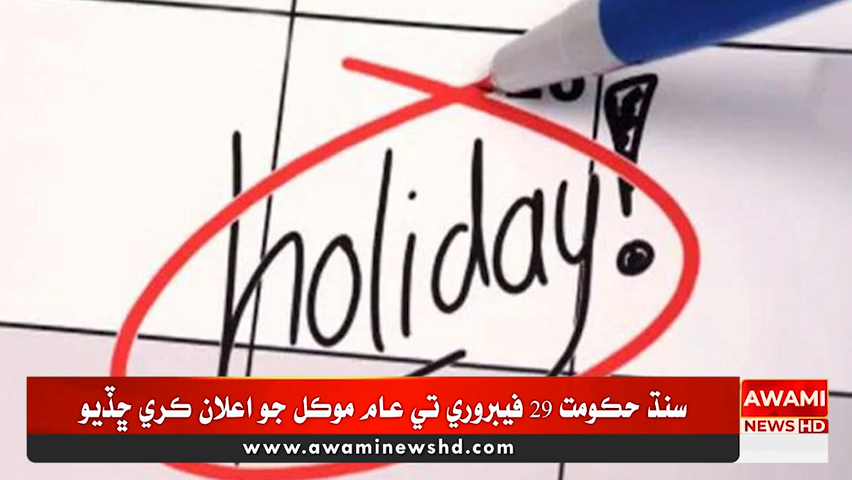 holiday!
سنڌ حڪومت 29 فيبروري تي عام موڪل جو اعلان ڪري ڇڏيو
www.awaminewshd.com
AWAMI
NEWS HD